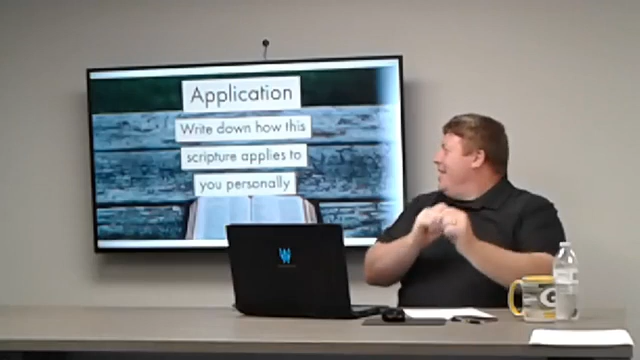 Application
Write down how this
scripture applies to
you personally
G